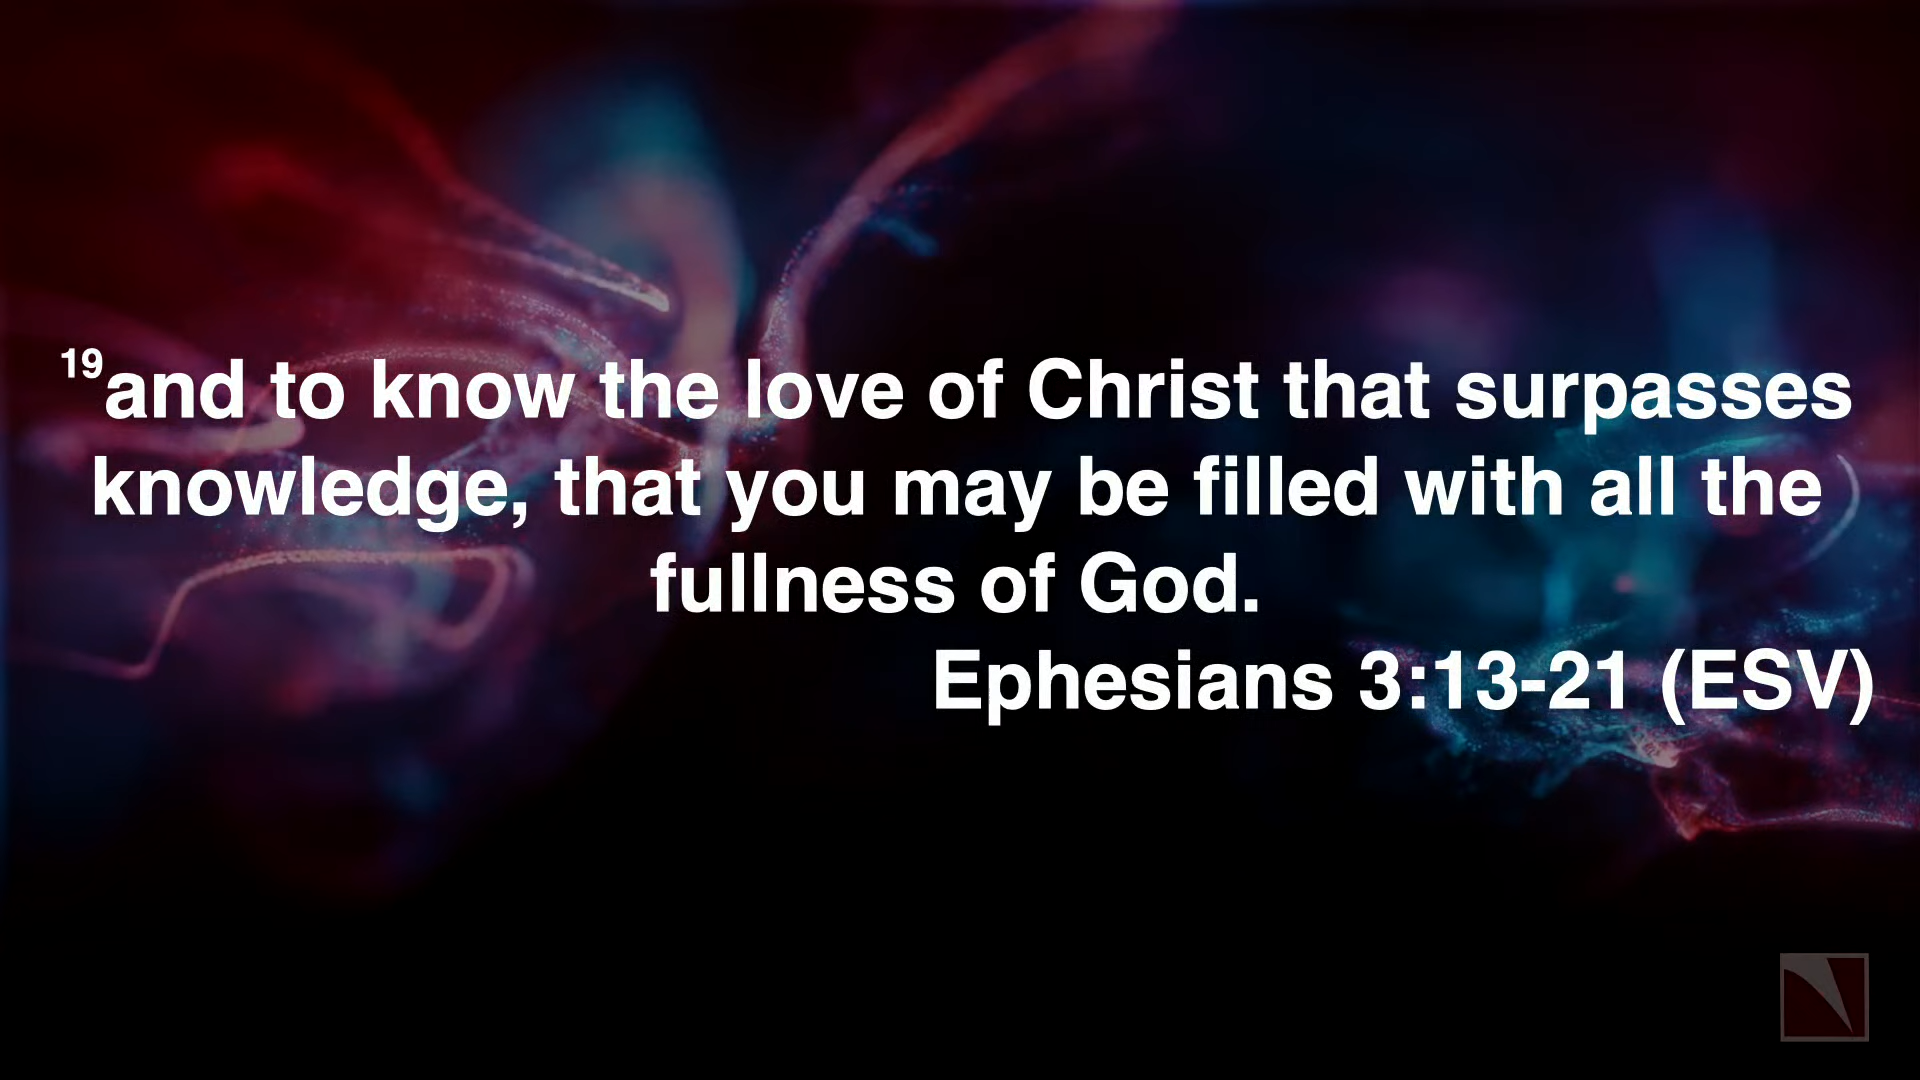 19and to know the love of Christ that surpasses
knowledge, that you may be filled with all the
fullness of God.
Ephesians 3:13-21 (ESV)